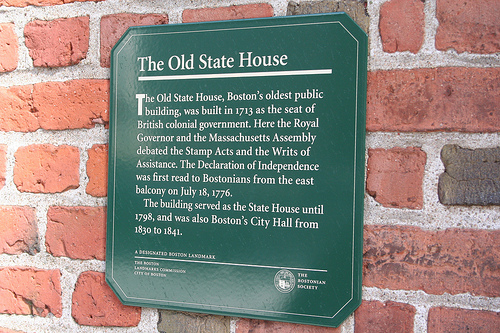 The Old State House
The Old State House, Boston's oldest public
building, was built in 1713 as the seat of
British colonial government. Here the Royal
Governor and the Massachusetts Assembly
debated the Stamp Acts and the Writs of
Assistance. The Declaration of Independence
was first read to Bostonians from the east
balcony on July 18, 1776.
The building served as the State House until
1798, and was also Boston's City Hall from
1830 to 1841.
A DESIGNATED BOSTON LANDMARK
THE BOSTON
LANDMARKS COMMISSION
CITY OF BOSTON
THE
BOSTONIAN
SOCIETY